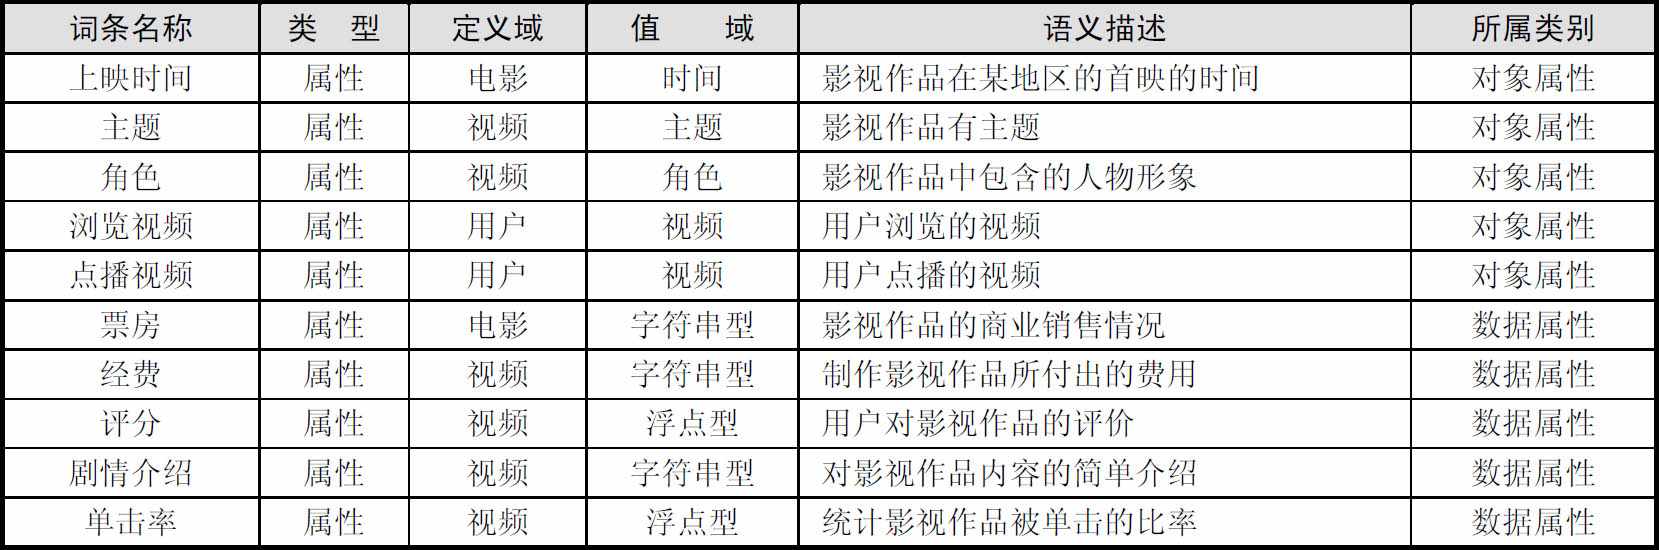 词条名称 类 型 定义域 值 域 语义描述 所属类别
上映时间 属性 电影 时间 影视作品在某地区的首映的时间 对象属性
主题 属性 视频 主题 影视作品有主题 对象属性
角色 属性 视频 角色 影视作品中包含的人物形象 对象属性
浏览视频 属性 用户 视频 用户浏览的视频 对象属性
点播视频 属性 用户 视频 用户点播的视频 对象属性
票房 属性 电影 字符串型 影视作品的商业销售情况 数据属性
经费 属性 视频 字符串型 制作影视作品所付出的费用 数据属性
评分 属性 视频 浮点型 用户对影视作品的评价 数据属性
剧情介绍 属性 视频 字符串型 对影视作品内容的简单介绍 数据属性
单击率 属性 视频 浮点型 统计影视作品被单击的比率 数据属性